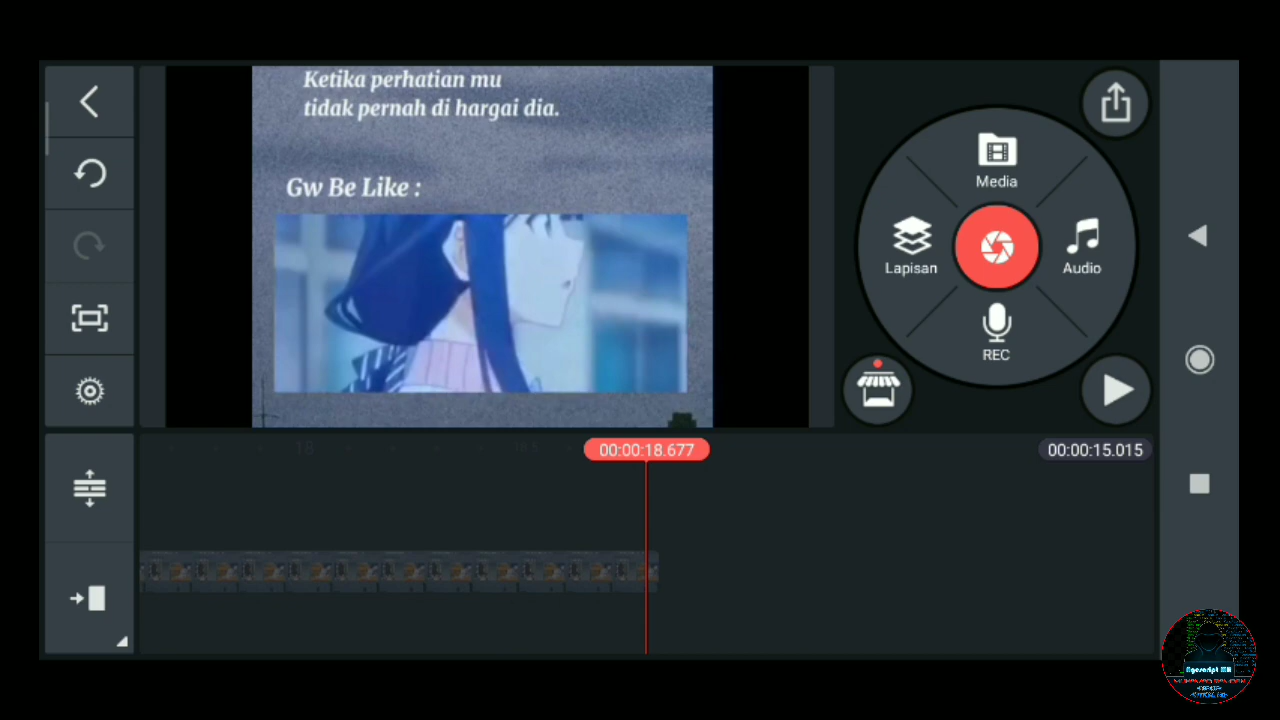 Ketika perhatian mu
tidak pernah di hargai dia.
Gw Be Like :
Media
Lapisan
Audio
REC
18
00:00:18.677
00:00:15.015